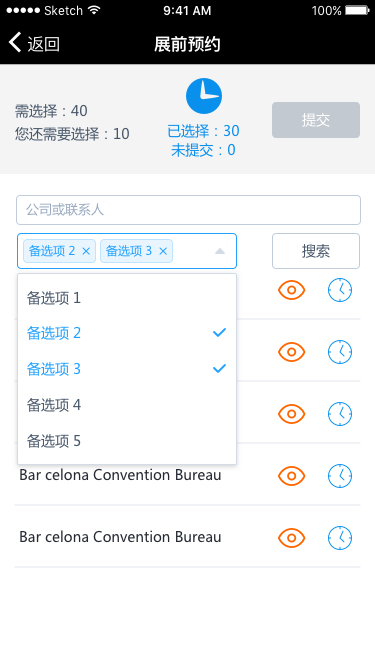 Sketch 9:41 AM 100%
返回 展前预约
需选择：40
您还需要选择：10
已选择：30
未提交：0
提交
公司或联系人
备选项 2 × 备选项 3 ×
搜索
备选项 1
备选项 2
备选项 3
备选项 4
备选项 5
Bar celona Convention Bureau
Bar celona Convention Bureau